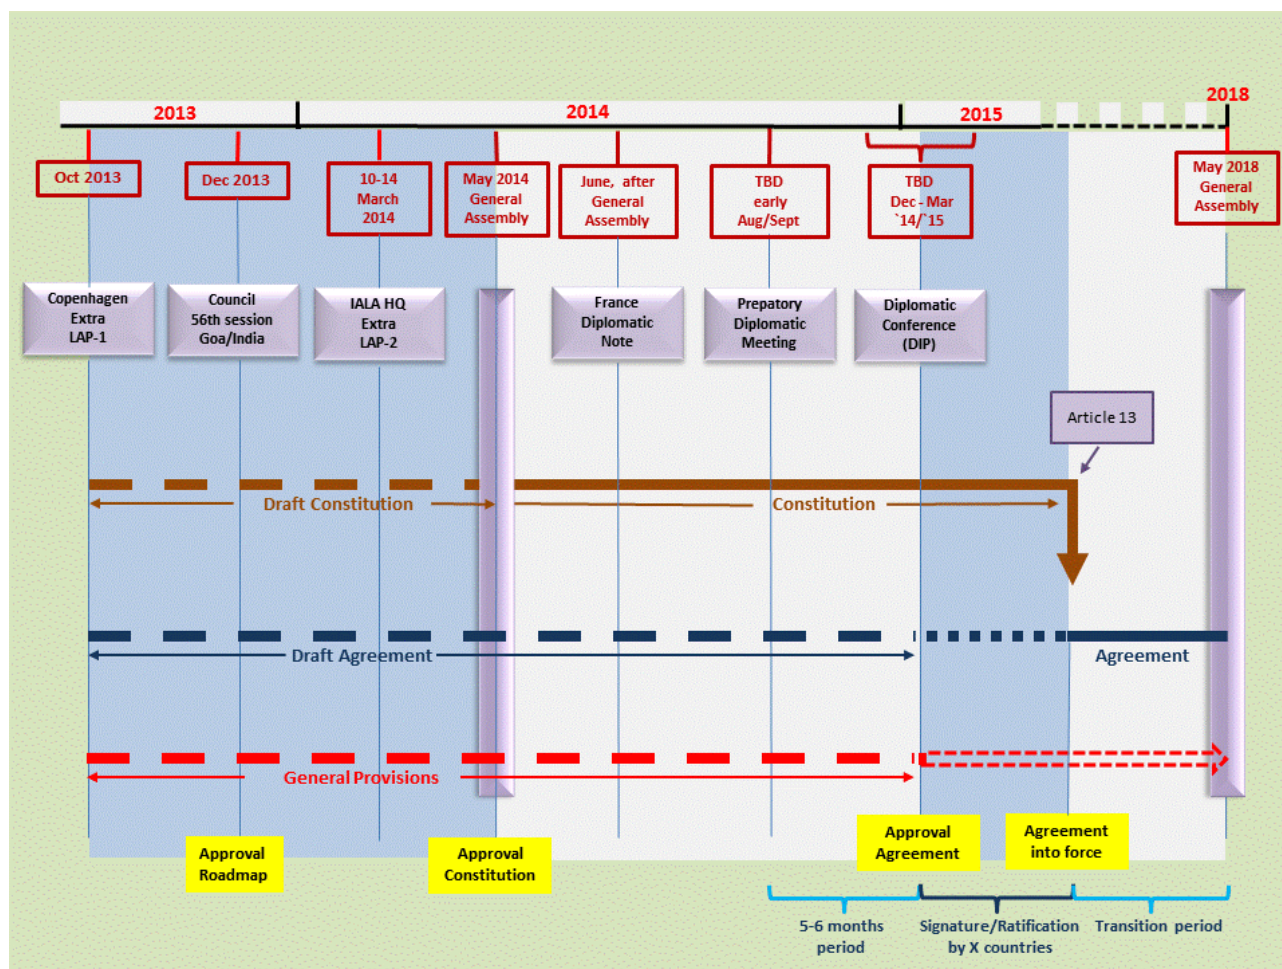 2013
2014
2015
2018
Oct 2013
Dec 2013
10-14
March
2014
May 2014
General
Assembly
June, after
General
Assembly
TBD
early
Aug/Sept
TBD
Dec - Mar
`14/`15
May 2018
General
Assembly
Copenhagen
Extra
LAP-1
Council
56th session
Goa/India
IALA HQ
Extra
LAP-2
France
Diplomatic
Note
Prepatory
Diplomatic
Meeting
Diplomatic
Conference
(DIP)
Article 13
Draft Constitution
Constitution
Draft Agreement
Agreement
General Provisions
Approval
Roadmap
Approval
Constitution
Approval
Agreement
Agreement
into force
5-6 months
period
Signature/Ratification
by X countries
Transition period